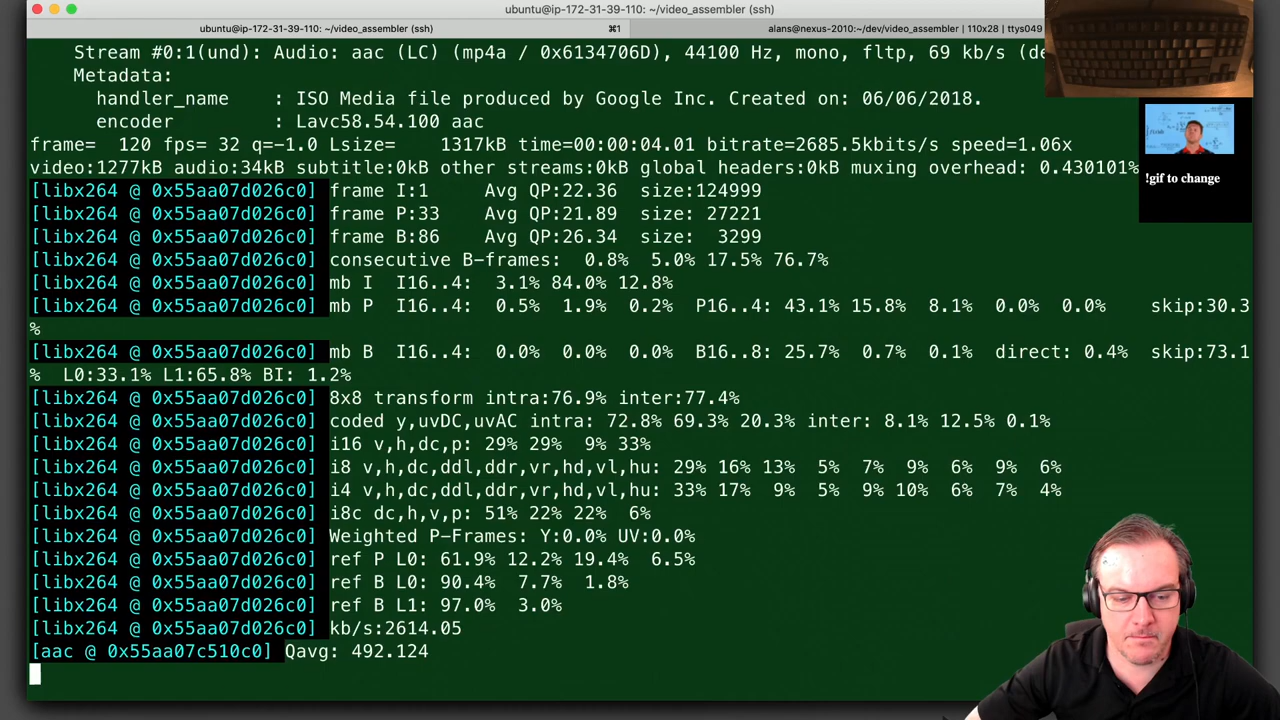 ubuntu@ip-172-31-39-110: ~/video_assembler (ssh)
ubuntu@ip-172-31-39-110: ~/video_assembler (ssh) ⌘1 alans@nexus-2010:~/dev/video_assembler | 110x28 | ttys049
Stream #0:1(und): Audio: aac (LC) (mp4a / 0x6134706D), 44100 Hz, mono, fltp, 69 kb/s (de
Metadata:
handler_name : ISO Media file produced by Google Inc. Created on: 06/06/2018.
encoder : Lavc58.54.100 aac
frame= 120 fps= 32 q=-1.0 Lsize= 1317kB time=00:00:04.01 bitrate=2685.5kbits/s speed=1.06x
video:1277kB audio:34kB subtitle:0kB other streams:0kB global headers:0kB muxing overhead: 0.430101%
!gif to change
[libx264 @ 0x55aa07d026c0] frame I:1 Avg QP:22.36 size:124999
[libx264 @ 0x55aa07d026c0] frame P:33 Avg QP:21.89 size: 27221
[libx264 @ 0x55aa07d026c0] frame B:86 Avg QP:26.34 size: 3299
[libx264 @ 0x55aa07d026c0] consecutive B-frames: 0.8% 5.0% 17.5% 76.7%
[libx264 @ 0x55aa07d026c0] mb I I16..4: 3.1% 84.0% 12.8%
[libx264 @ 0x55aa07d026c0] mb P I16..4: 0.5% 1.9% 0.2% P16..4: 43.1% 15.8% 8.1% 0.0% 0.0% skip:30.3
%
[libx264 @ 0x55aa07d026c0] mb B I16..4: 0.0% 0.0% 0.0% B16..8: 25.7% 0.7% 0.1% direct: 0.4% skip:73.1
% L0:33.1% L1:65.8% BI: 1.2%
[libx264 @ 0x55aa07d026c0] 8x8 transform intra:76.9% inter:77.4%
[libx264 @ 0x55aa07d026c0] coded y,uvDC,uvAC intra: 72.8% 69.3% 20.3% inter: 8.1% 12.5% 0.1%
[libx264 @ 0x55aa07d026c0] i16 v,h,dc,p: 29% 29% 9% 33%
[libx264 @ 0x55aa07d026c0] i8 v,h,dc,ddl,ddr,vr,hd,vl,hu: 29% 16% 13% 5% 7% 9% 6% 9% 6%
[libx264 @ 0x55aa07d026c0] i4 v,h,dc,ddl,ddr,vr,hd,vl,hu: 33% 17% 9% 5% 9% 10% 6% 7% 4%
[libx264 @ 0x55aa07d026c0] i8c dc,h,v,p: 51% 22% 22% 6%
[libx264 @ 0x55aa07d026c0] Weighted P-Frames: Y:0.0% UV:0.0%
[libx264 @ 0x55aa07d026c0] ref P L0: 61.9% 12.2% 19.4% 6.5%
[libx264 @ 0x55aa07d026c0] ref B L0: 90.4% 7.7% 1.8%
[libx264 @ 0x55aa07d026c0] ref B L1: 97.0% 3.0%
[libx264 @ 0x55aa07d026c0] kb/s:2614.05
[aac @ 0x55aa07c510c0] Qavg: 492.124